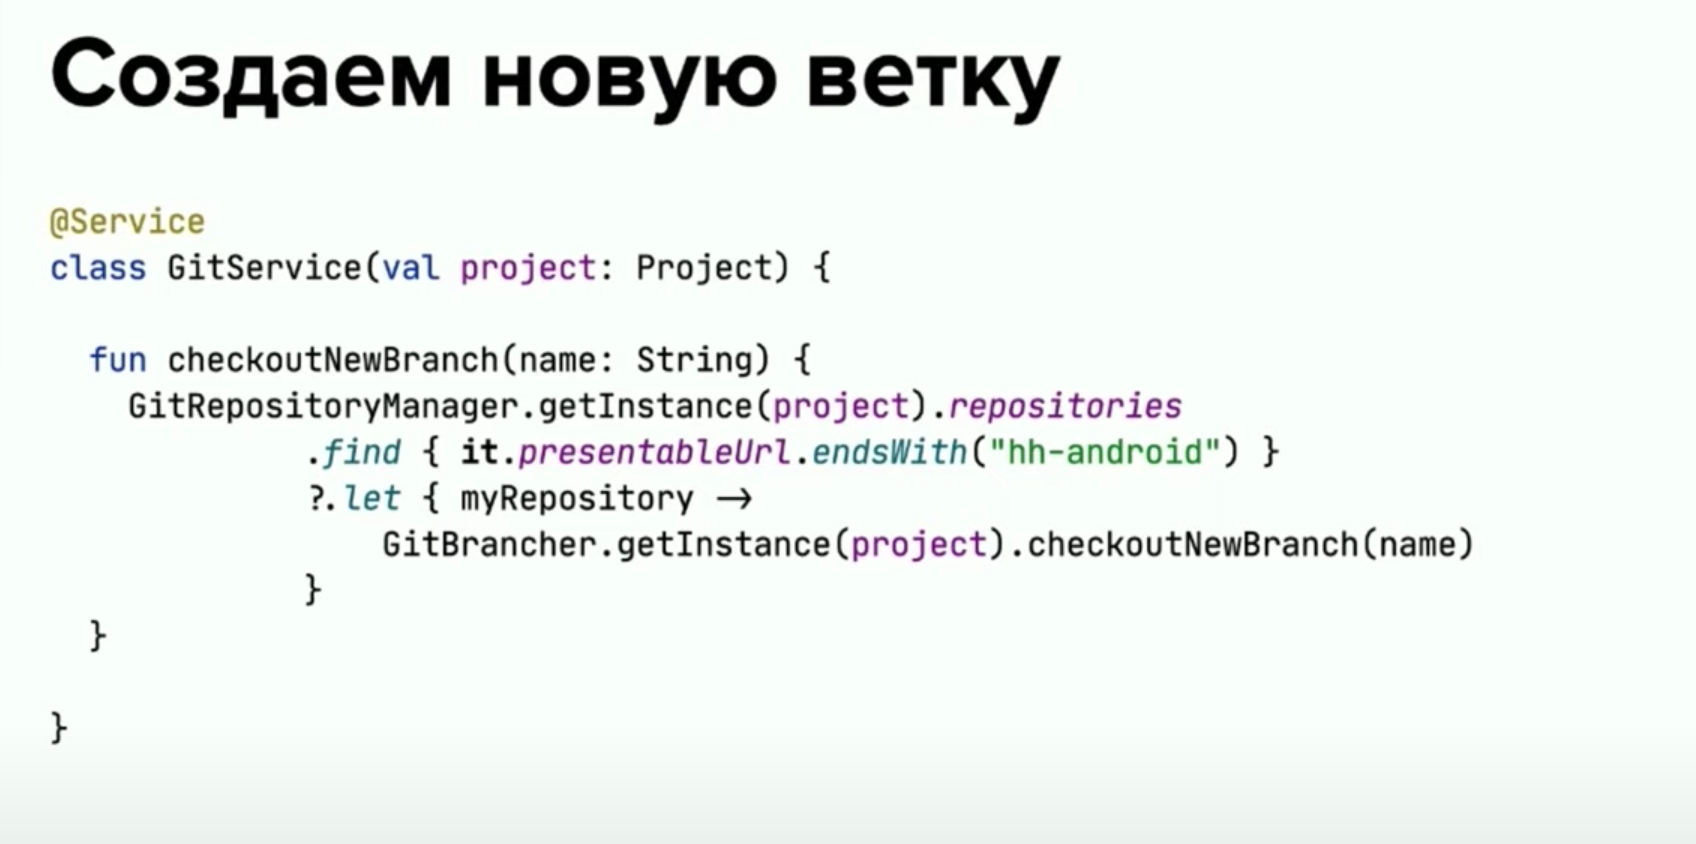 Создаем новую ветку
@Service
class GitService(val project: Project) {
fun checkoutNewBranch(name: String) {
GitRepositoryManager.getInstance(project).repositories
.find { it.presentableUrl.endsWith("hh-android") }
?.let { myRepository →
GitBrancher.getInstance(project).checkoutNewBranch(name)
}
}
}